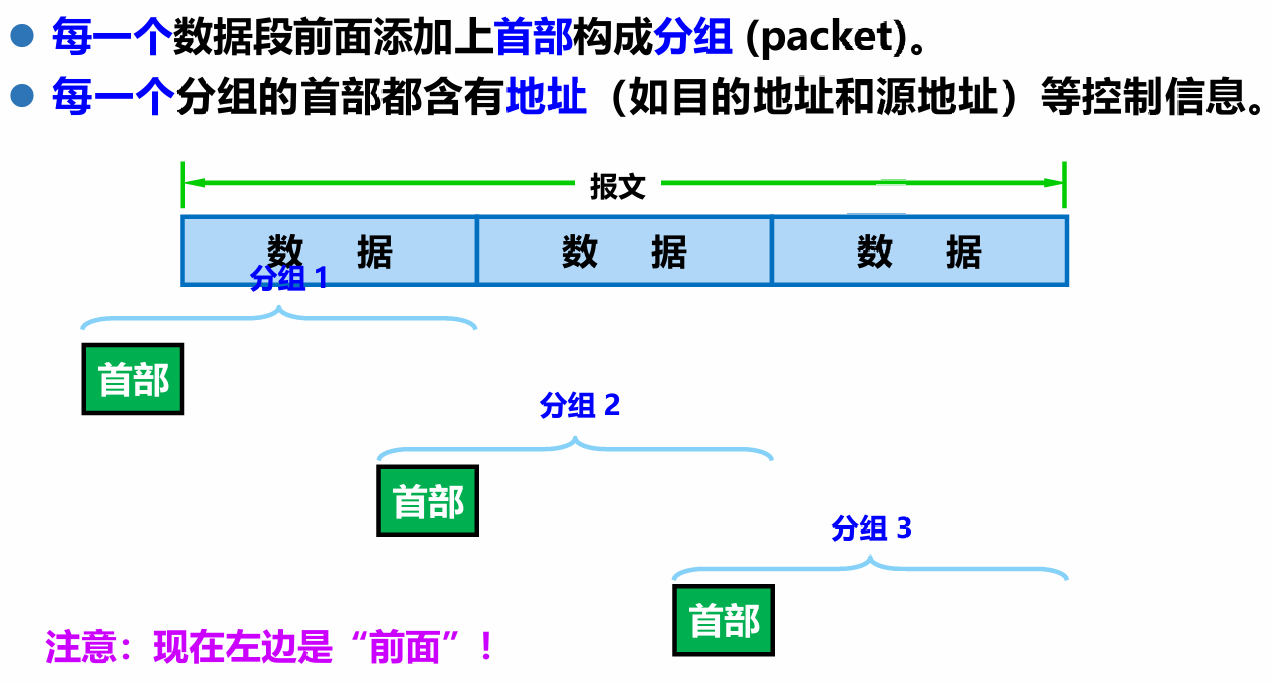 每一个数据段前面添加上首部构成分组 (packet)。
每一个分组的首部都含有地址（如目的地址和源地址）等控制信息。
报文
数 据 数 据 数 据
分组 1
首部
分组 2
首部
分组 3
首部
注意：现在左边是“前面”！